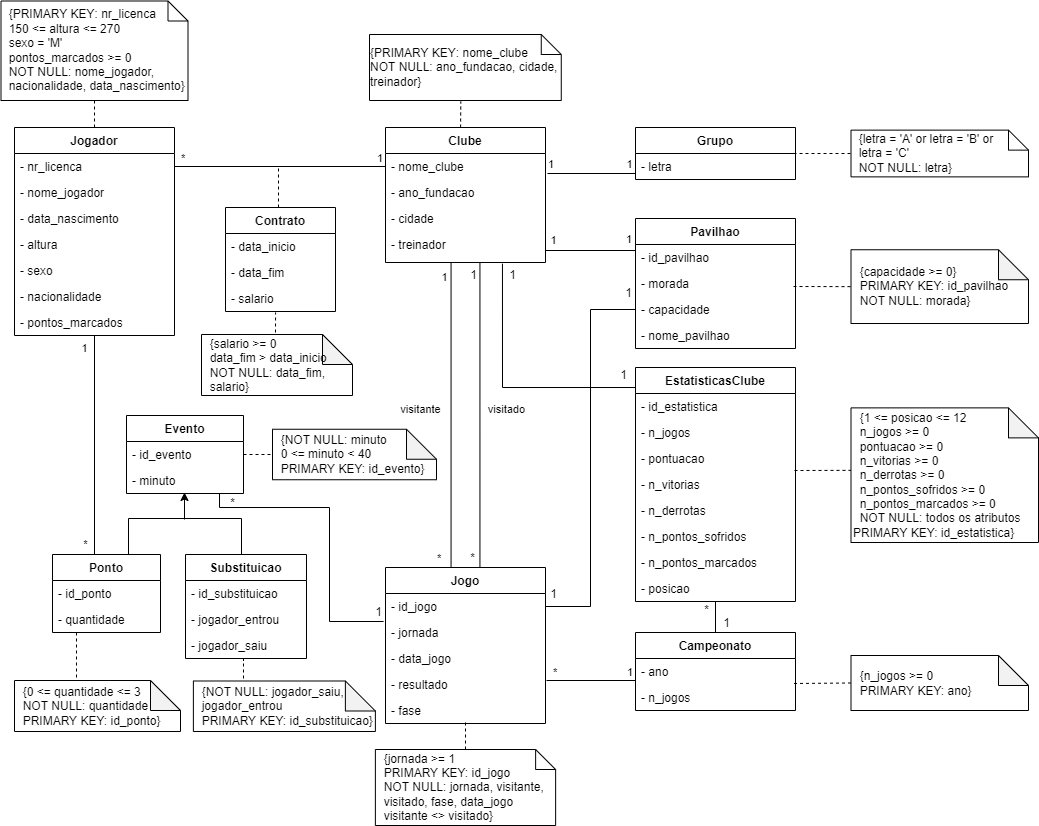 {PRIMARY KEY: nr_licenca
150 <= altura <= 270
sexo = 'M'
pontos_marcados >= 0
NOT NULL: nome_jogador,
nacionalidade, data_nascimento}
{PRIMARY KEY: nome_clube
NOT NULL: ano_fundacao, cidade,
treinador}
Jogador
- nr_licenca
- nome_jogador
- data_nascimento
- altura
- sexo
- nacionalidade
- pontos_marcados
*
1
Clube
- nome_clube
- ano_fundacao
- cidade
- treinador
1
1
Grupo
- letra
{letra = 'A' or letra = 'B' or
letra = 'C'
NOT NULL: letra}
Contrato
- data_inicio
- data_fim
- salario
{salario >= 0
data_fim > data_inicio
NOT NULL: data_fim,
salario}
1
1
Pavilhao
- id_pavilhao
- morada
- capacidade
- nome_pavilhao
{capacidade >= 0}
PRIMARY KEY: id_pavilhao
NOT NULL: morada}
1
1
1
1
1
1
visitante
visitado
EstatisticasClube
- id_estatistica
- n_jogos
- pontuacao
- n_vitorias
- n_derrotas
- n_pontos_sofridos
- n_pontos_marcados
- posicao
{1 <= posicao <= 12
n_jogos >= 0
pontuacao >= 0
n_vitorias >= 0
n_derrotas >= 0
n_pontos_sofridos >= 0
n_pontos_marcados >= 0
NOT NULL: todos os atributos
PRIMARY KEY: id_estatistica}
Evento
- id_evento
- minuto
{NOT NULL: minuto
0 <= minuto < 40
PRIMARY KEY: id_evento}
*
*
*
*
Ponto
- id_ponto
- quantidade
Substituicao
- id_substituicao
- jogador_entrou
- jogador_saiu
{0 <= quantidade <= 3
NOT NULL: quantidade
PRIMARY KEY: id_ponto}
{NOT NULL: jogador_saiu,
jogador_entrou
PRIMARY KEY: id_substituicao}
1
Jogo
- id_jogo
- jornada
- data_jogo
- resultado
- fase
1
*
1
*
1
Campeonato
- ano
- n_jogos
{n_jogos >= 0
PRIMARY KEY: ano}
{jornada >= 1
PRIMARY KEY: id_jogo
NOT NULL: jornada, visitante,
visitado, fase, data_jogo
visitante <> visitado}